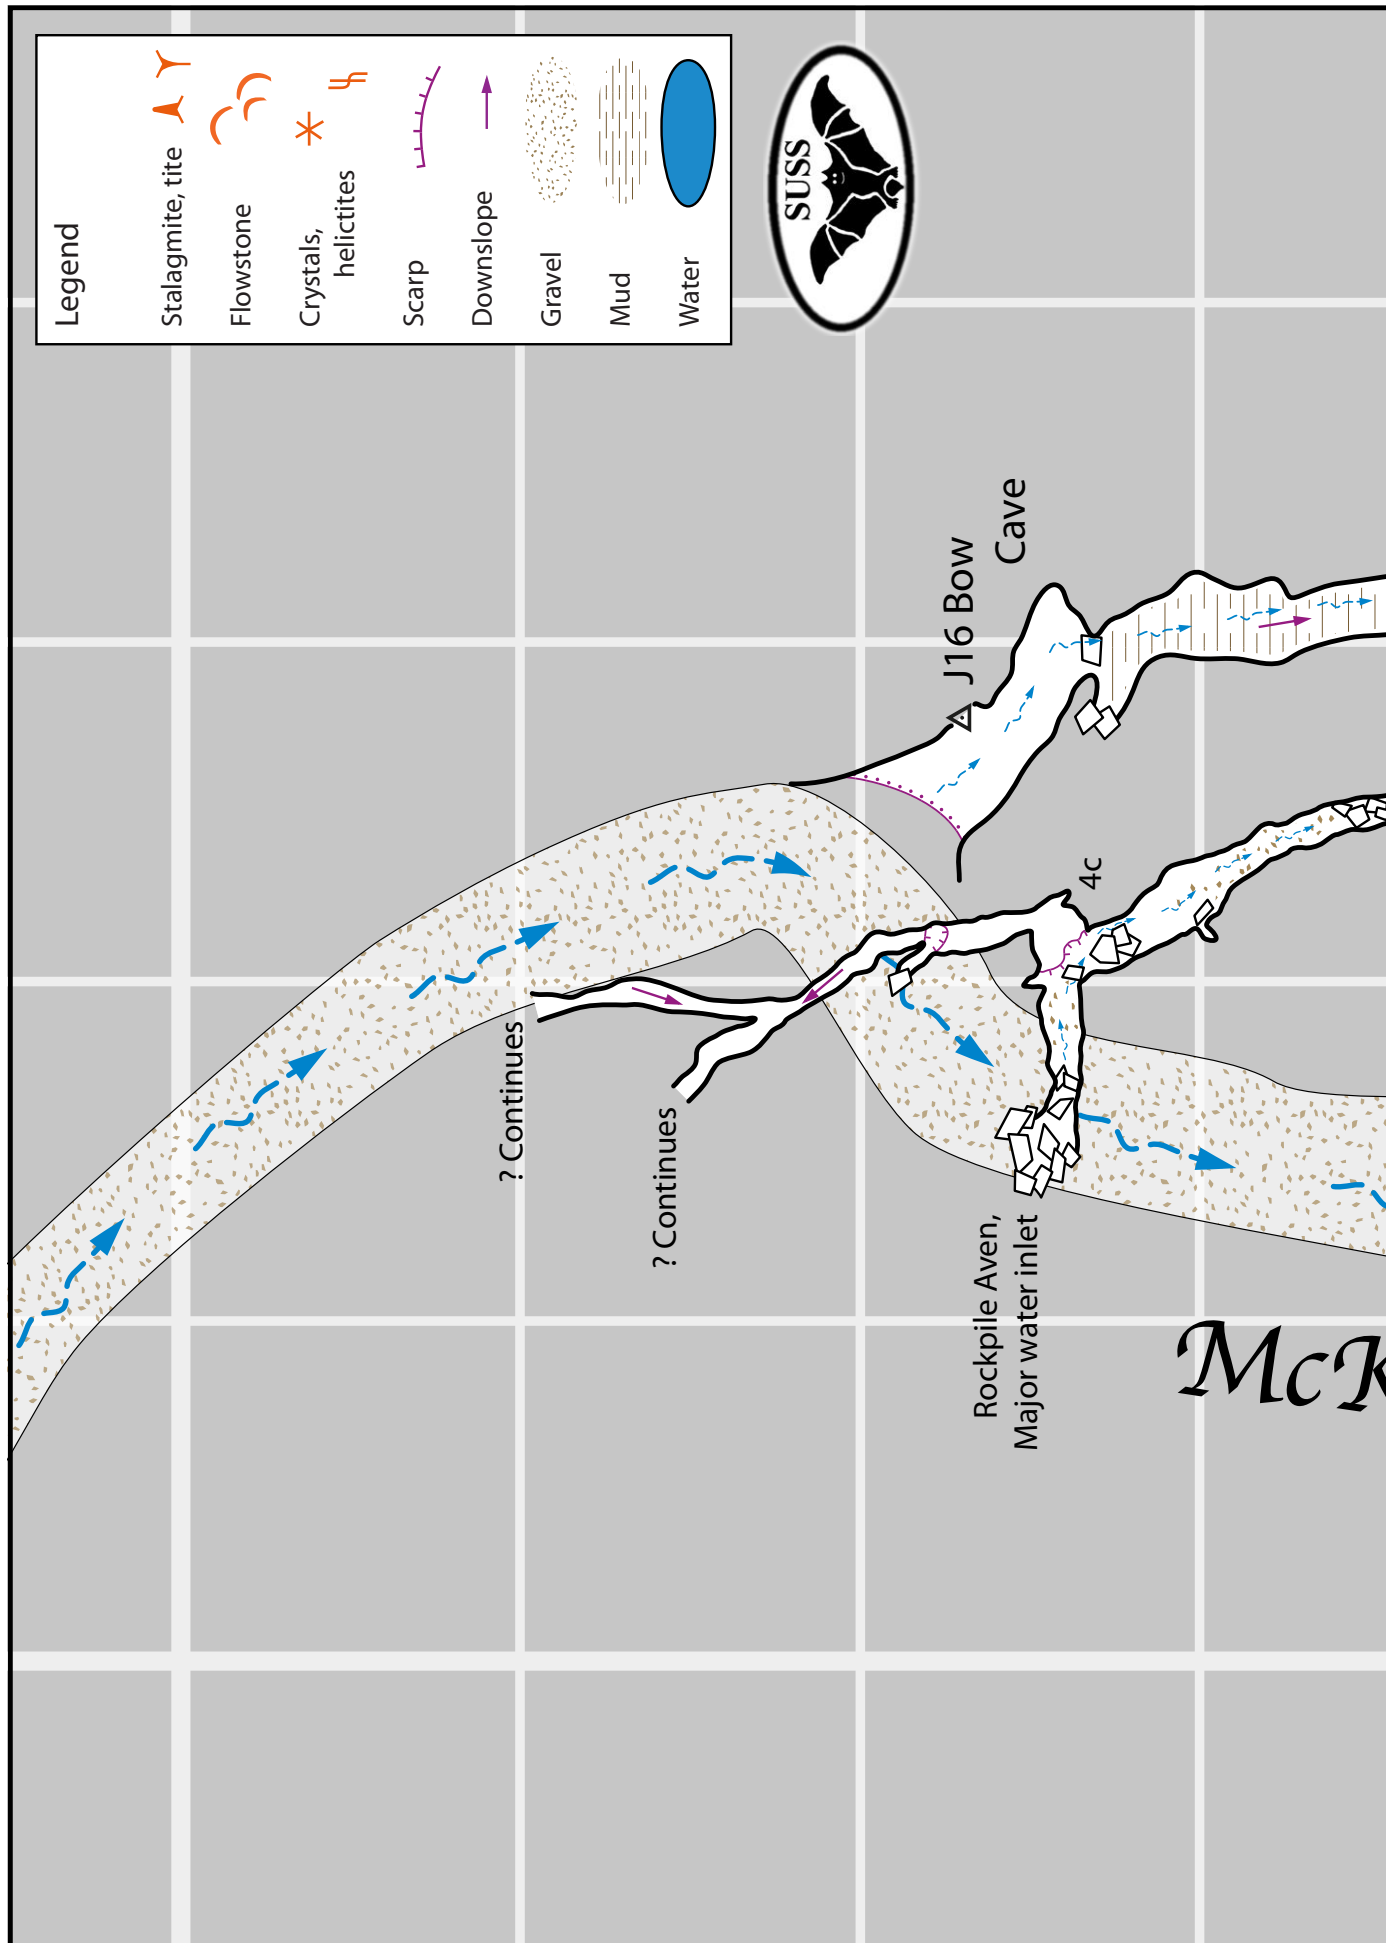 Legend
Stalagmite, tite
Flowstone
Crystals,
helictites
Scarp
Downslope
Gravel
Mud
Water
SUSS
J16 Bow
Cave
4c
? Continues
? Continues
Rockpile Aven,
Major water inlet
McK